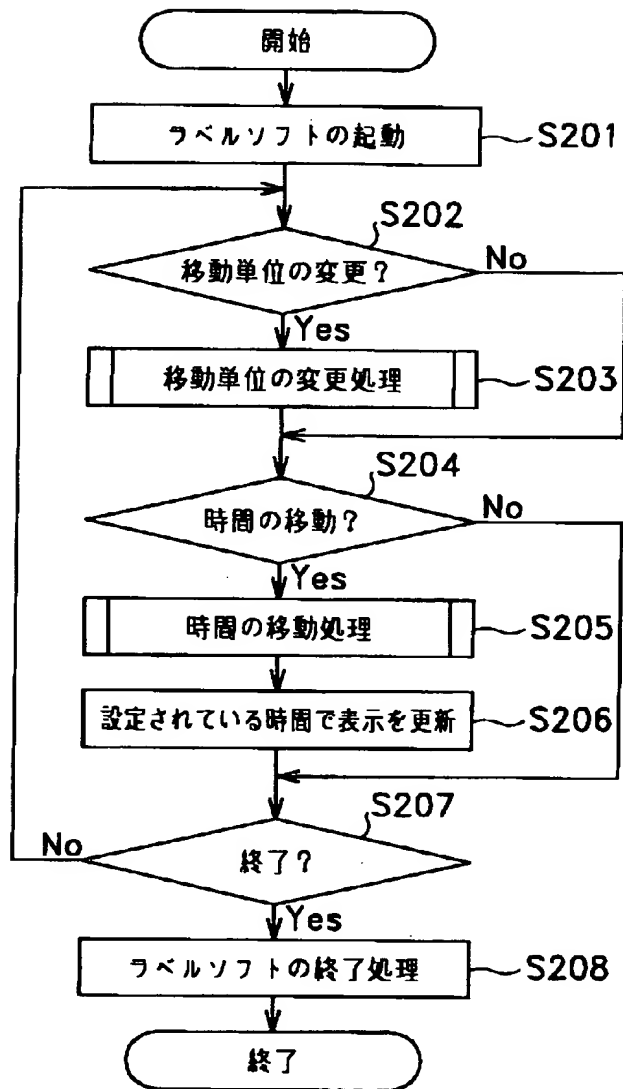 開始
ラベルソフトの起動 S201
S202
移動単位の変更? No
Yes
移動単位の変更処理 S203
S204
時間の移動? No
Yes
時間の移動処理 S205
設定されている時間で表示を更新 S206
S207
No 終了?
Yes
ラベルソフトの終了処理 S208
終了